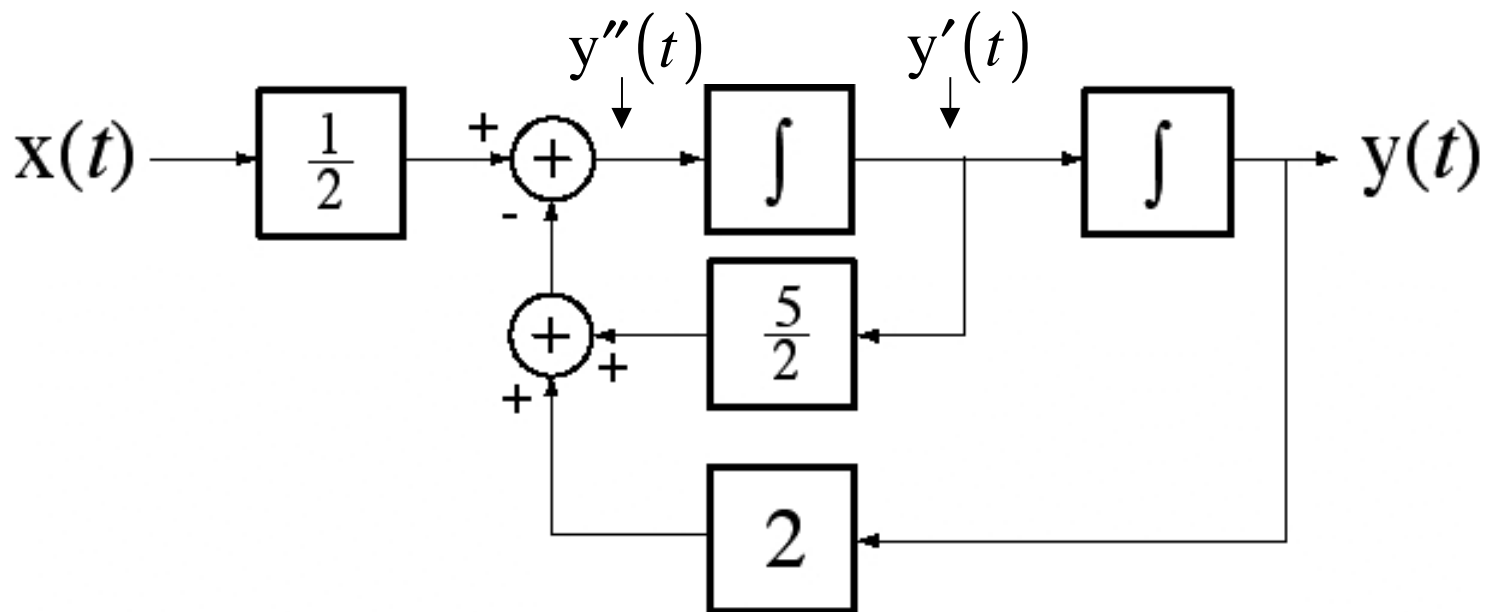 y″(t) y′(t)
x(t) 1/2 + + ∫ ∫ y(t)
-
+ 5/2
+
+
2